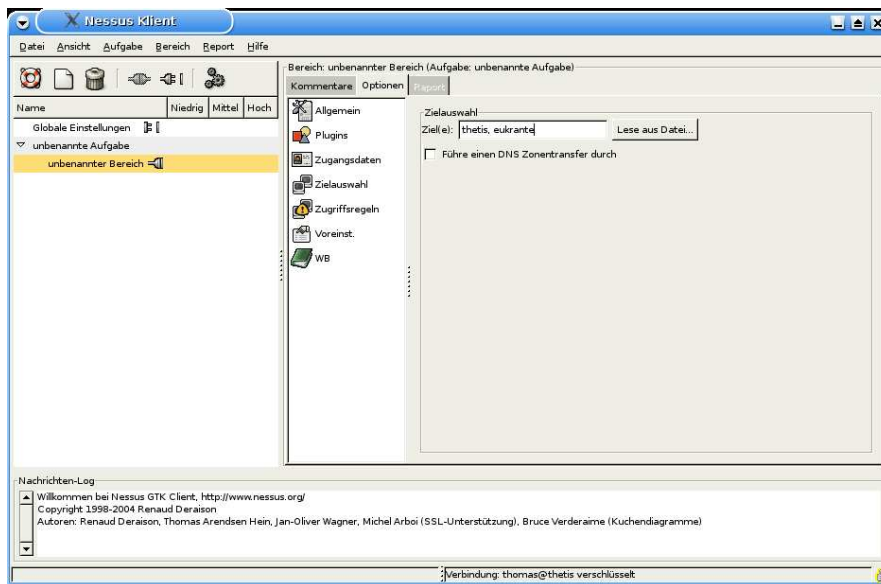 Nessus Klient
Datei Ansicht Aufgabe Bereich Report Hilfe
Name Niedrig Mittel Hoch
Globale Einstellungen
unbenannte Aufgabe
unbenannter Bereich
Bereich: unbenannter Bereich (Aufgabe: unbenannte Aufgabe)
Kommentare Optionen Report
Allgemein
Plugins
Zugangsdaten
Zielauswahl
Zugriffsregeln
Voreinst.
WB
Zielauswahl
Ziel(e): thetis, eukrante Lese aus Datei...
Führe einen DNS Zonentransfer durch
Nachrichten-Log
Willkommen bei Nessus GTK Client, http://www.nessus.org/
Copyright 1998-2004 Renaud Deraison
Autoren: Renaud Deraison, Thomas Arendsen Hein, Jan-Oliver Wagner, Michel Arboi (SSL-Unterstützung), Bruce Verderaime (Kuchendiagramme)
Verbindung: thomas@thetis verschlüsselt